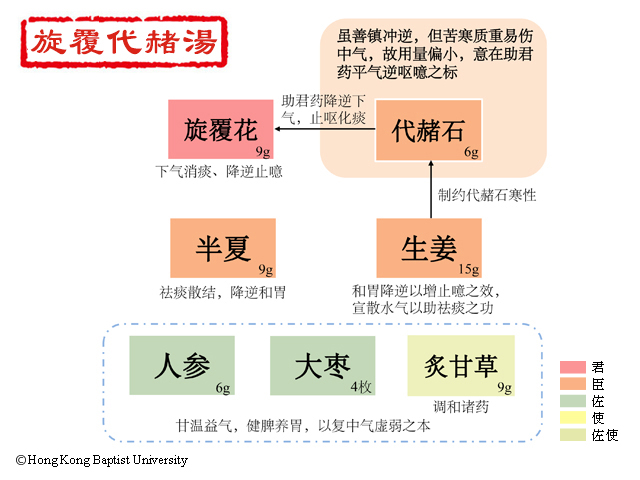 旋覆代赭湯
虽善镇冲逆，但苦寒质重易伤
中气，故用量偏小，意在助君
药平气逆呕噫之标
旋覆花
9g
下气消痰、降逆止噫
助君药降逆下
气，止呕化痰
代赭石
6g
制约代赭石寒性
半夏
9g
祛痰散结，降逆和胃
生姜
15g
和胃降逆以增止噫之效，
宣散水气以助祛痰之功
人参
6g
大枣
4枚
炙甘草
9g
调和诸药
甘温益气，健脾养胃，以复中气虚弱之本
君
臣
佐
使
佐使
©Hong Kong Baptist University